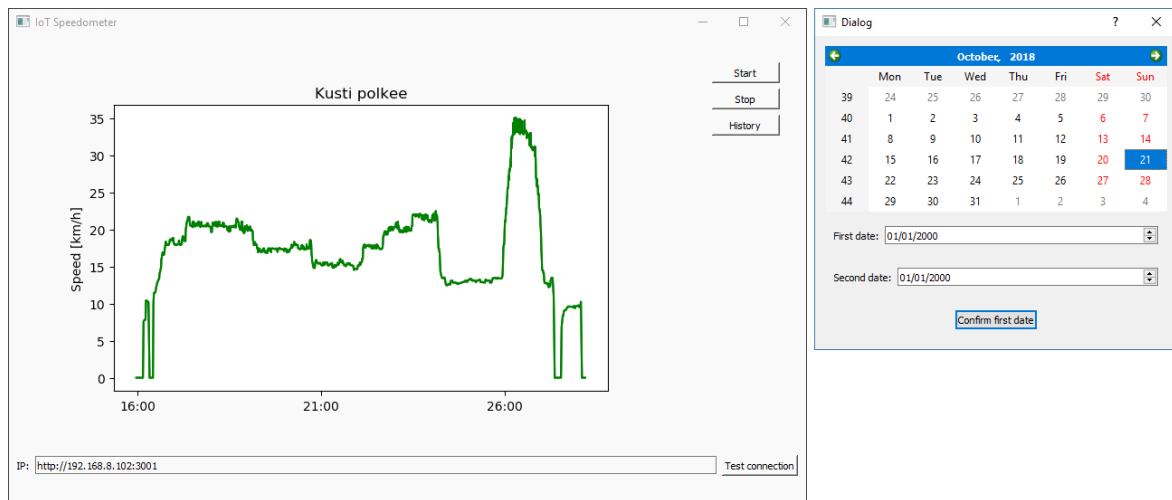 IoT Speedometer
Start
Stop
History
Kusti polkee
Speed [km/h]
35
30
25
20
15
10
5
0
16:00 21:00 26:00
IP: http://192.168.8.102:3001 Test connection
Dialog ?
October, 2018
Mon Tue Wed Thu Fri Sat Sun
39 24 25 26 27 28 29 30
40 1 2 3 4 5 6 7
41 8 9 10 11 12 13 14
42 15 16 17 18 19 20 21
43 22 23 24 25 26 27 28
44 29 30 31 1 2 3 4
First date: 01/01/2000
Second date: 01/01/2000
Confirm first date